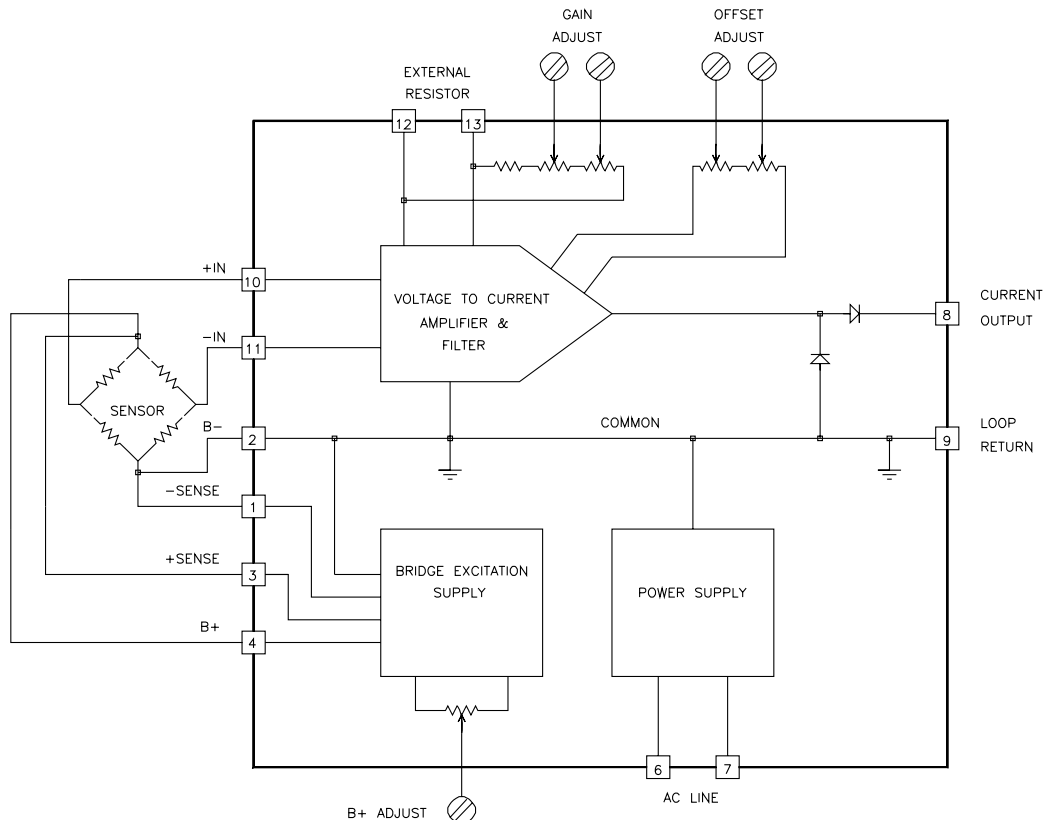 GAIN
ADJUST
OFFSET
ADJUST
EXTERNAL
RESISTOR
12
13
+IN
10
VOLTAGE TO CURRENT
AMPLIFIER &
FILTER
CURRENT
OUTPUT
8
-IN
11
SENSOR
B-
2
COMMON
LOOP
RETURN
9
-SENSE
1
+SENSE
3
BRIDGE EXCITATION
SUPPLY
POWER SUPPLY
B+
4
6
7
AC LINE
B+ ADJUST